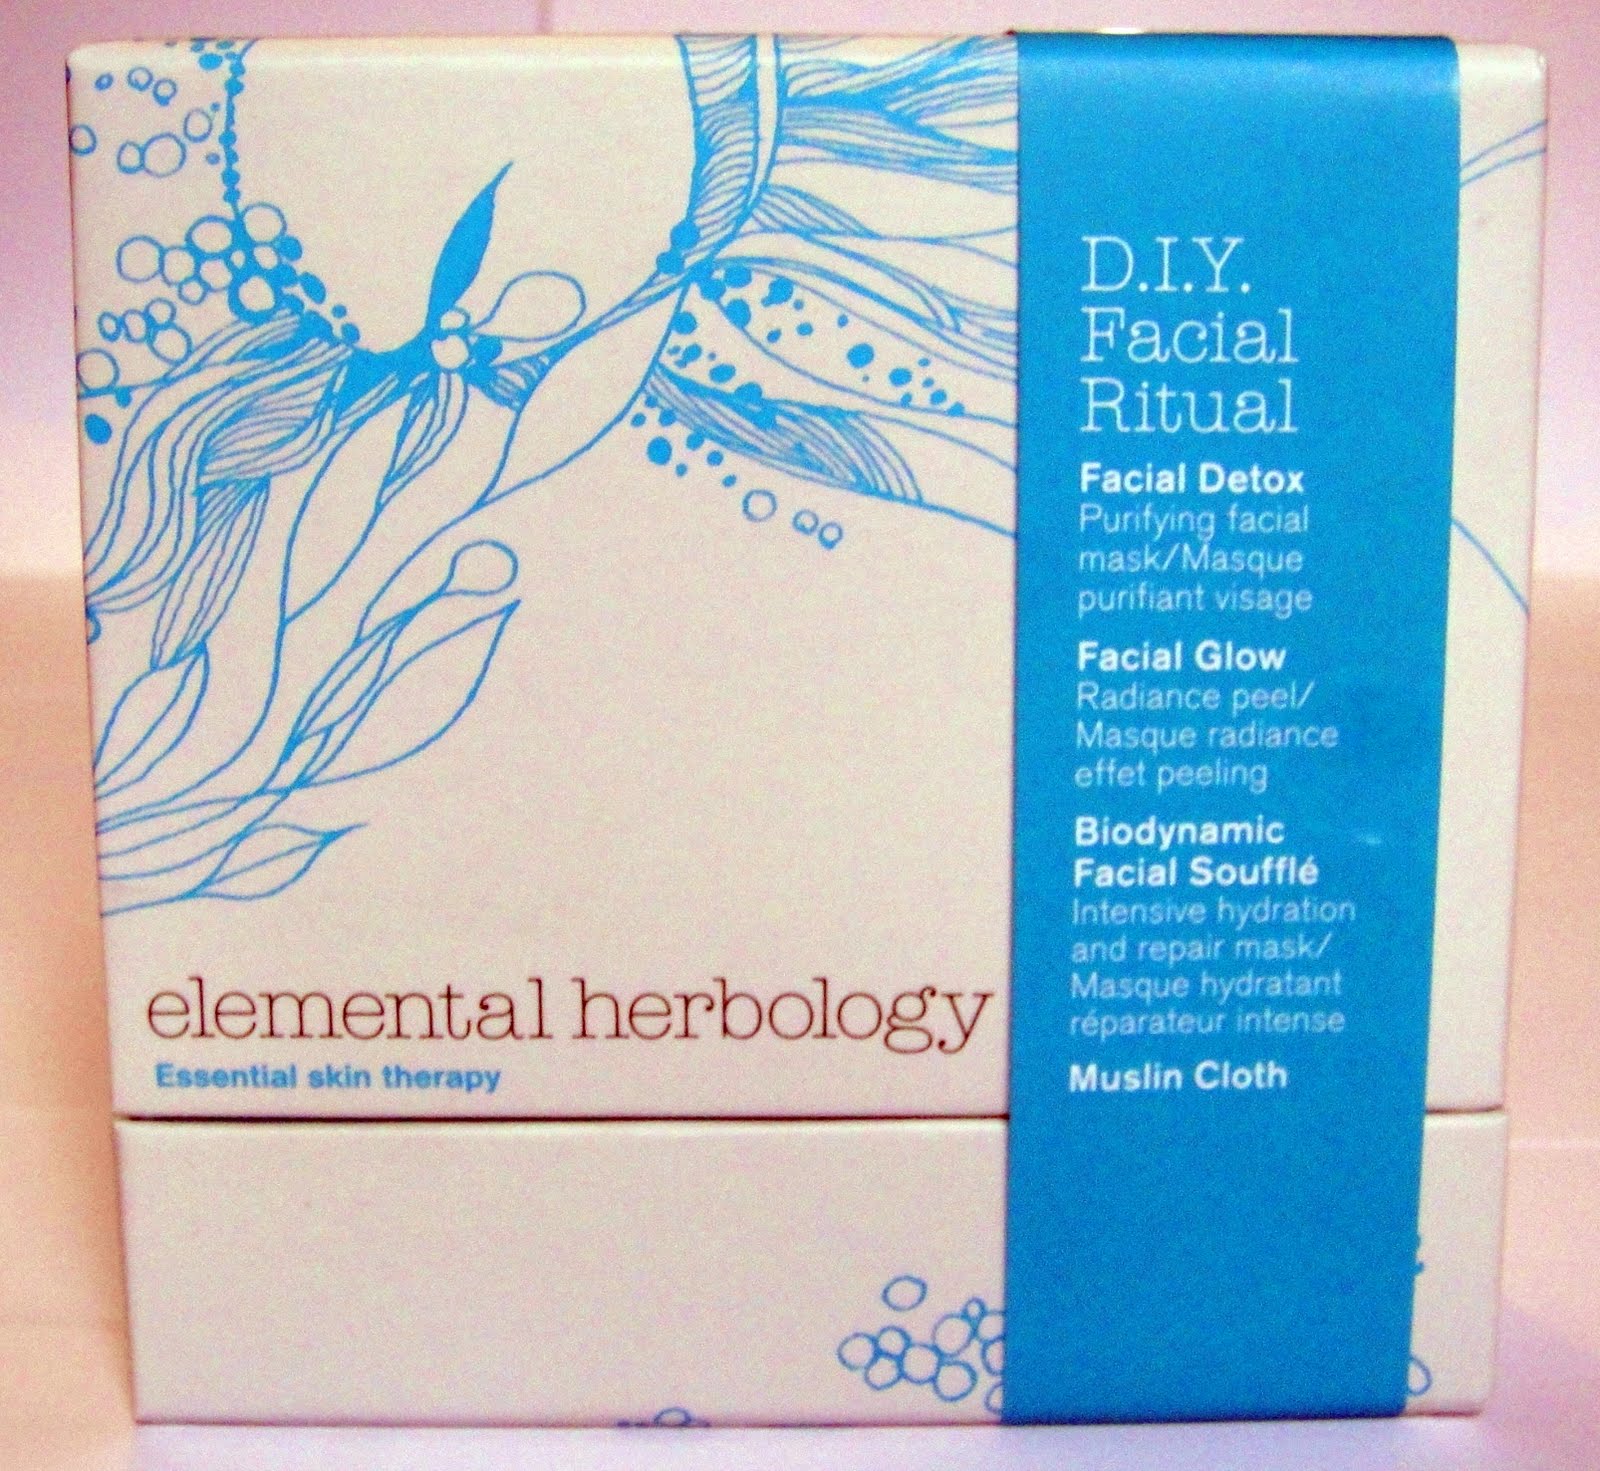 elemental herbology
Essential skin therapy
D.I.Y.
Facial
Ritual
Facial Detox
Purifying facial
mask/Masque
purifiant visage
Facial Glow
Radiance peel/
Masque radiance
effet peeling
Biodynamic
Facial Soufflé
Intensive hydration
and repair mask/
Masque hydratant
réparateur intense
Muslin Cloth